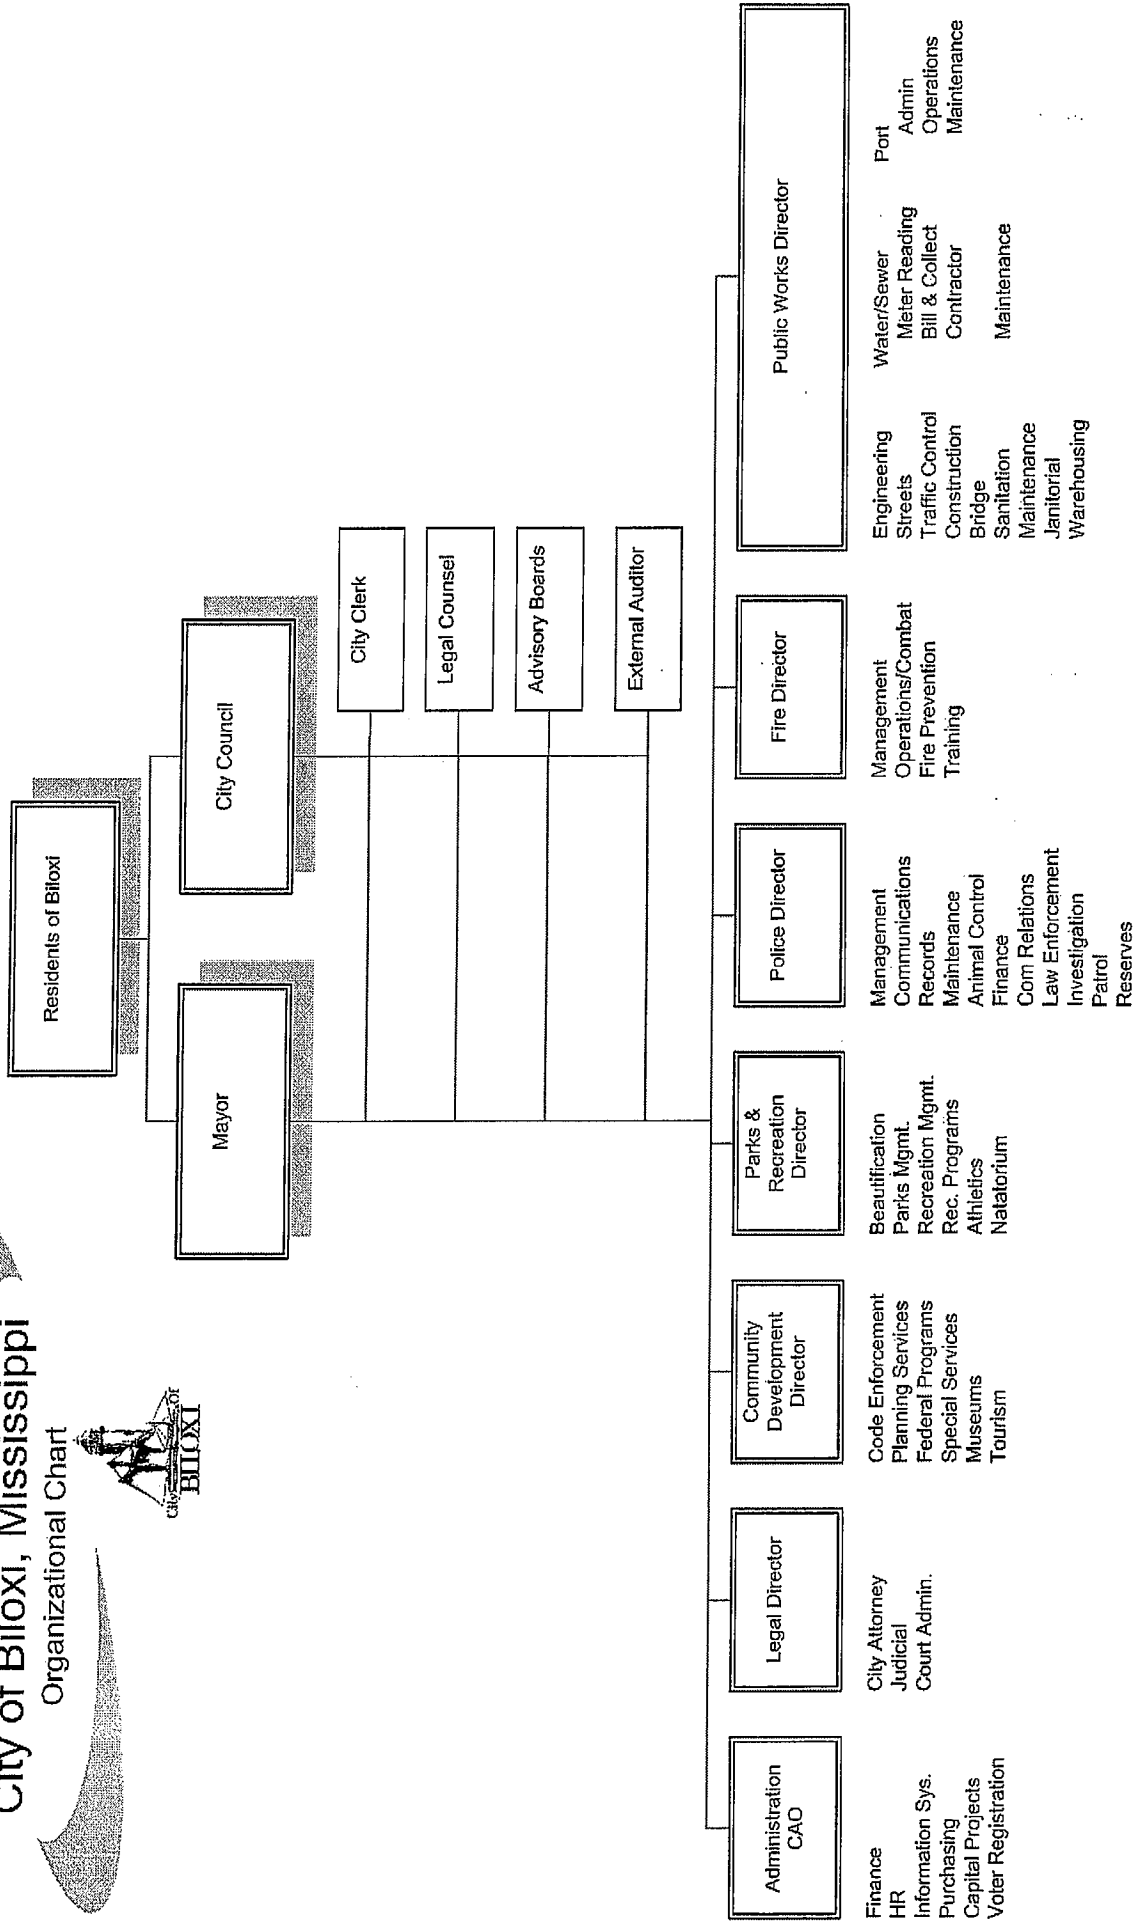 City of Biloxi, Mississippi
Organizational Chart
City of
BILOXI
Residents of Biloxi
Mayor
City Council
City Clerk
Legal Counsel
Advisory Boards
External Auditor
Administration
CAO
Finance
HR
Information Sys.
Purchasing
Capital Projects
Voter Registration
Legal Director
City Attorney
Judicial
Court Admin.
Community
Development
Director
Code Enforcement
Planning Services
Federal Programs
Special Services
Museums
Tourism
Parks &
Recreation
Director
Beautification
Parks Mgmt.
Recreation Mgmt.
Rec. Programs
Athletics
Natatorium
Police Director
Management
Communications
Records
Maintenance
Animal Control
Finance
Com Relations
Law Enforcement
Investigation
Patrol
Reserves
Fire Director
Management
Operations/Combat
Fire Prevention
Training
Public Works Director
Engineering
Streets
Traffic Control
Construction
Bridge
Sanitation
Maintenance
Janitorial
Warehousing
Water/Sewer
Meter Reading
Bill & Collect
Contractor
Maintenance
Port
Admin
Operations
Maintenance